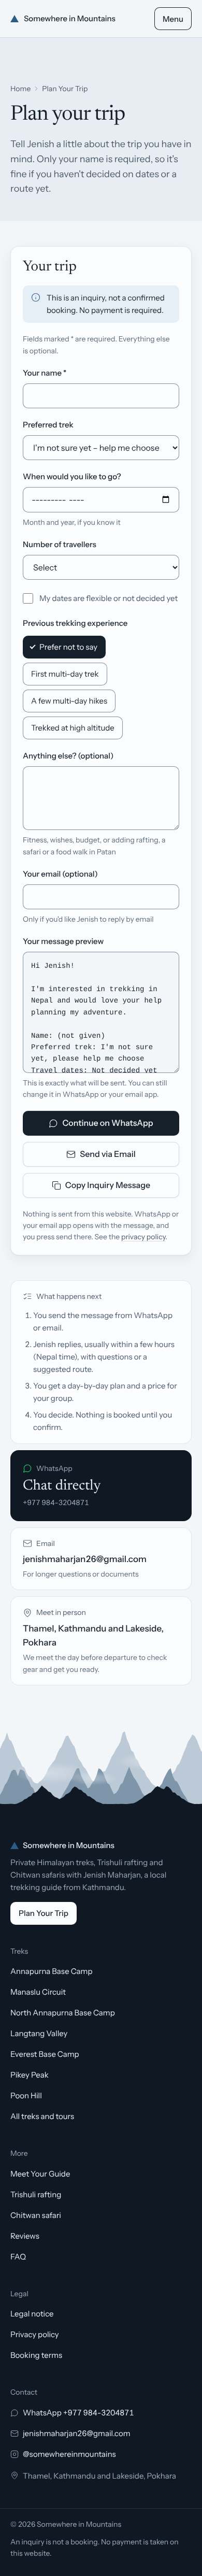 Somewhere in Mountains
Menu
Home > Plan Your Trip
Plan your trip
Tell Jenish a little about the trip you have in
mind. Only your name is required, so it's
fine if you haven't decided on dates or a
route yet.
Your trip
This is an inquiry, not a confirmed
booking. No payment is required.
Fields marked * are required. Everything else
is optional.
Your name *
Preferred trek
I'm not sure yet – help me choose
When would you like to go?
--------- ----
Month and year, if you know it
Number of travellers
Select
My dates are flexible or not decided yet
Previous trekking experience
Prefer not to say
First multi-day trek
A few multi-day hikes
Trekked at high altitude
Anything else? (optional)
Fitness, wishes, budget, or adding rafting, a
safari or a food walk in Patan
Your email (optional)
Only if you'd like Jenish to reply by email
Your message preview
Hi Jenish!
I'm interested in trekking in
Nepal and would love your help
planning my adventure.
Name: (not given)
Preferred trek: I'm not sure
yet, please help me choose
Travel dates: Not decided yet
This is exactly what will be sent. You can still
change it in WhatsApp or your email app.
Continue on WhatsApp
Send via Email
Copy Inquiry Message
Nothing is sent from this website. WhatsApp or
your email app opens with the message, and
you press send there. See the privacy policy.
What happens next
1. You send the message from WhatsApp
or email.
2. Jenish replies, usually within a few hours
(Nepal time), with questions or a
suggested route.
3. You get a day-by-day plan and a price for
your group.
4. You decide. Nothing is booked until you
confirm.
WhatsApp
Chat directly
+977 984-3204871
Email
jenishmaharjan26@gmail.com
For longer questions or documents
Meet in person
Thamel, Kathmandu and Lakeside,
Pokhara
We meet the day before departure to check
gear and get you ready.
Somewhere in Mountains
Private Himalayan treks, Trishuli rafting and
Chitwan safaris with Jenish Maharjan, a local
trekking guide from Kathmandu.
Plan Your Trip
Treks
Annapurna Base Camp
Manaslu Circuit
North Annapurna Base Camp
Langtang Valley
Everest Base Camp
Pikey Peak
Poon Hill
All treks and tours
More
Meet Your Guide
Trishuli rafting
Chitwan safari
Reviews
FAQ
Legal
Legal notice
Privacy policy
Booking terms
Contact
WhatsApp +977 984-3204871
jenishmaharjan26@gmail.com
@somewhereinmountains
Thamel, Kathmandu and Lakeside, Pokhara
© 2026 Somewhere in Mountains
An inquiry is not a booking. No payment is taken on
this website.